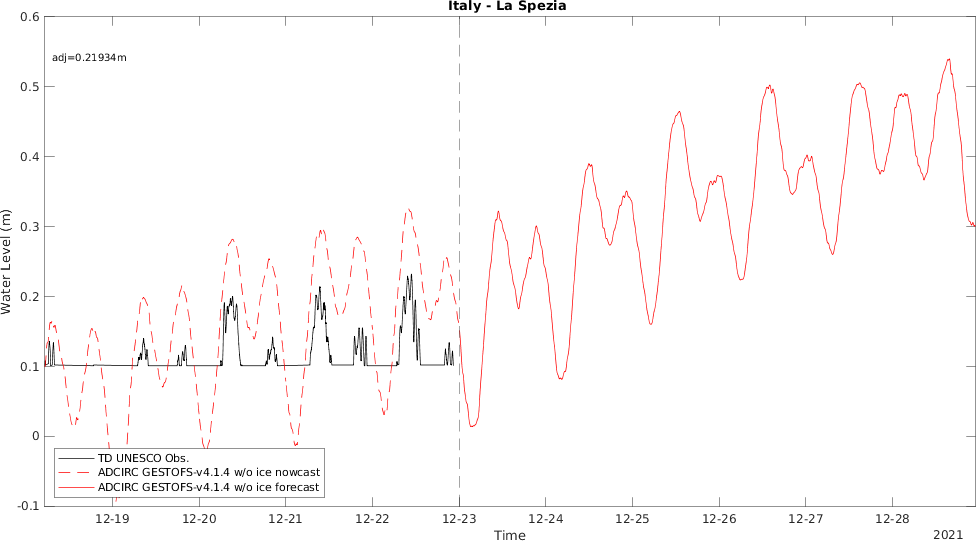 Italy - La Spezia
adj=0.21934m
Water Level (m)
0.6
0.5
0.4
0.3
0.2
0.1
0
-0.1
TD UNESCO Obs.
ADCIRC GESTOFS-v4.1.4 w/o ice nowcast
ADCIRC GESTOFS-v4.1.4 w/o ice forecast
12-19 12-20 12-21 12-22 12-23 12-24 12-25 12-26 12-27 12-28
Time
2021